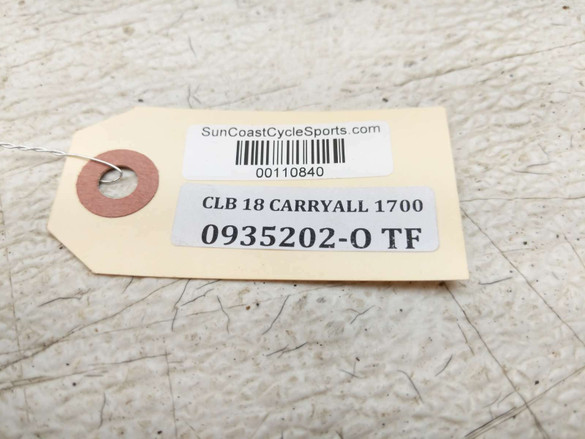 SunCoastCycleSports.com
00110840
CLB 18 CARRYALL 1700
0935202-O TF